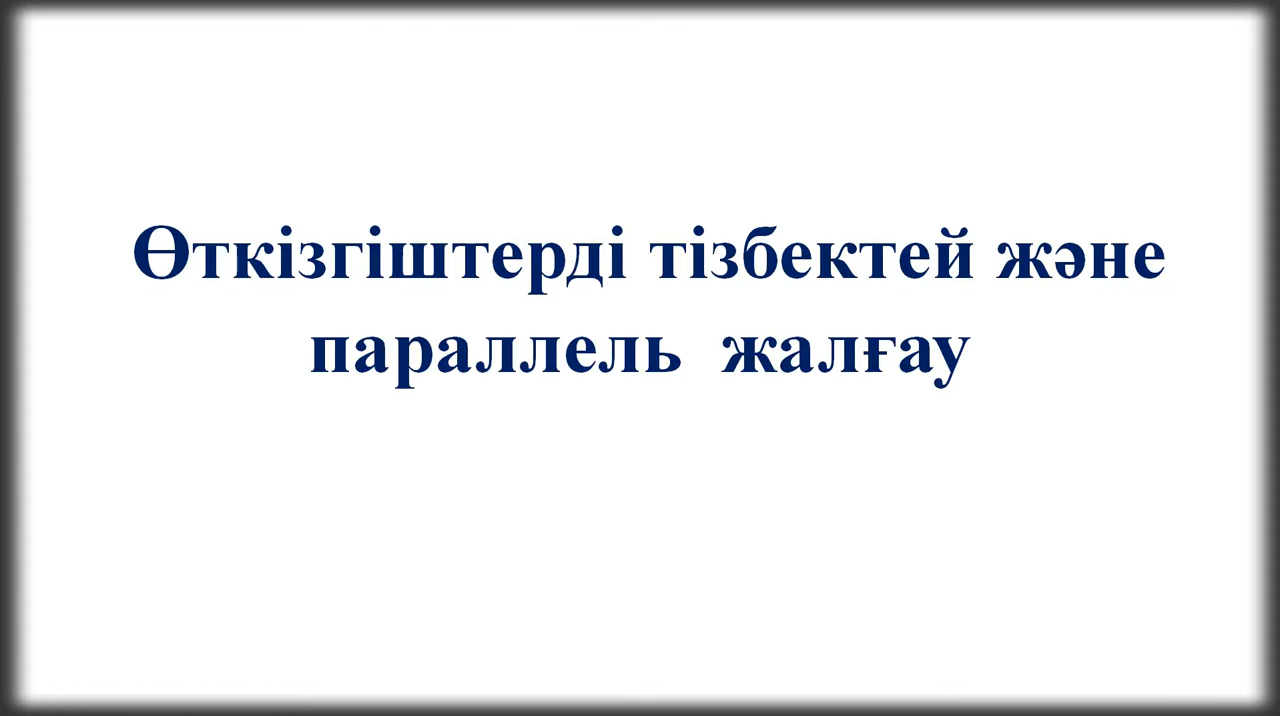 Өткізгіштерді тізбектей және
параллель жалғау